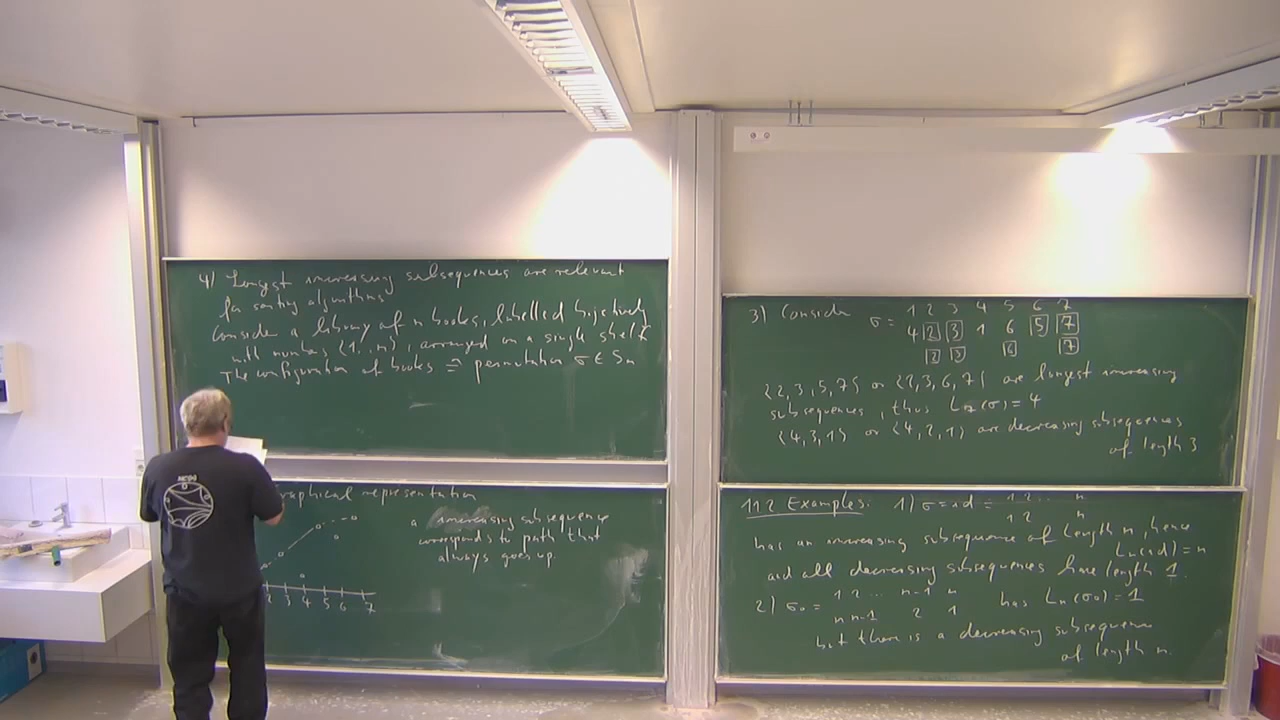 4) Longest increasing subsequences are relevant
for sorting algorithms
Consider a library of n books, labelled bijectively
with numbers {1...n}, arranged on a single shelf
The configuration of books ≙ permutation σ ∈ Sn
graphical representation
a increasing subsequence
corresponds to path that
always goes up.
2 3 4 5 6 7
3) Consider σ = 1 2 3 4 5 6 7
4 2 3 1 6 5 7
2 3 6 7
{2,3,5,7} or {2,3,6,7} are longest increasing
subsequences, thus L7(σ) = 4
{4,3,1} or {4,2,1} are decreasing subsequences
of length 3
11.2 Examples: 1) σ = id = 1 2 ... n
1 2 n
has an increasing subsequence of length n, hence
Ln(id) = n
and all decreasing subsequences have length 1.
2) σ0 = 1 2 ... n-1 n
n n-1 2 1
has Ln(σ0) = 1
but there is a decreasing subsequence
of length n.